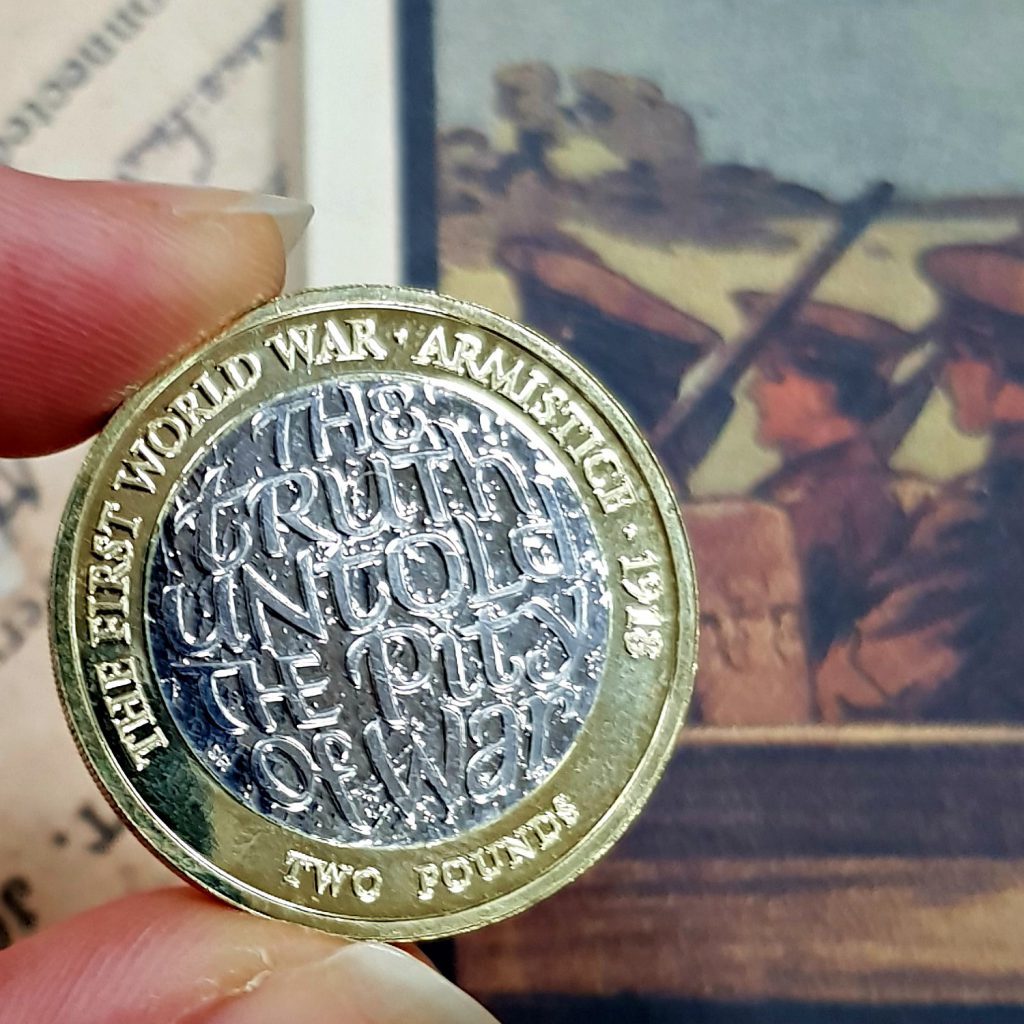 THE FIRST WORLD WAR · ARMISTICE · 1918
THE
TRUTH
UNTOLD
THE PITY
OF WAR
TWO POUNDS